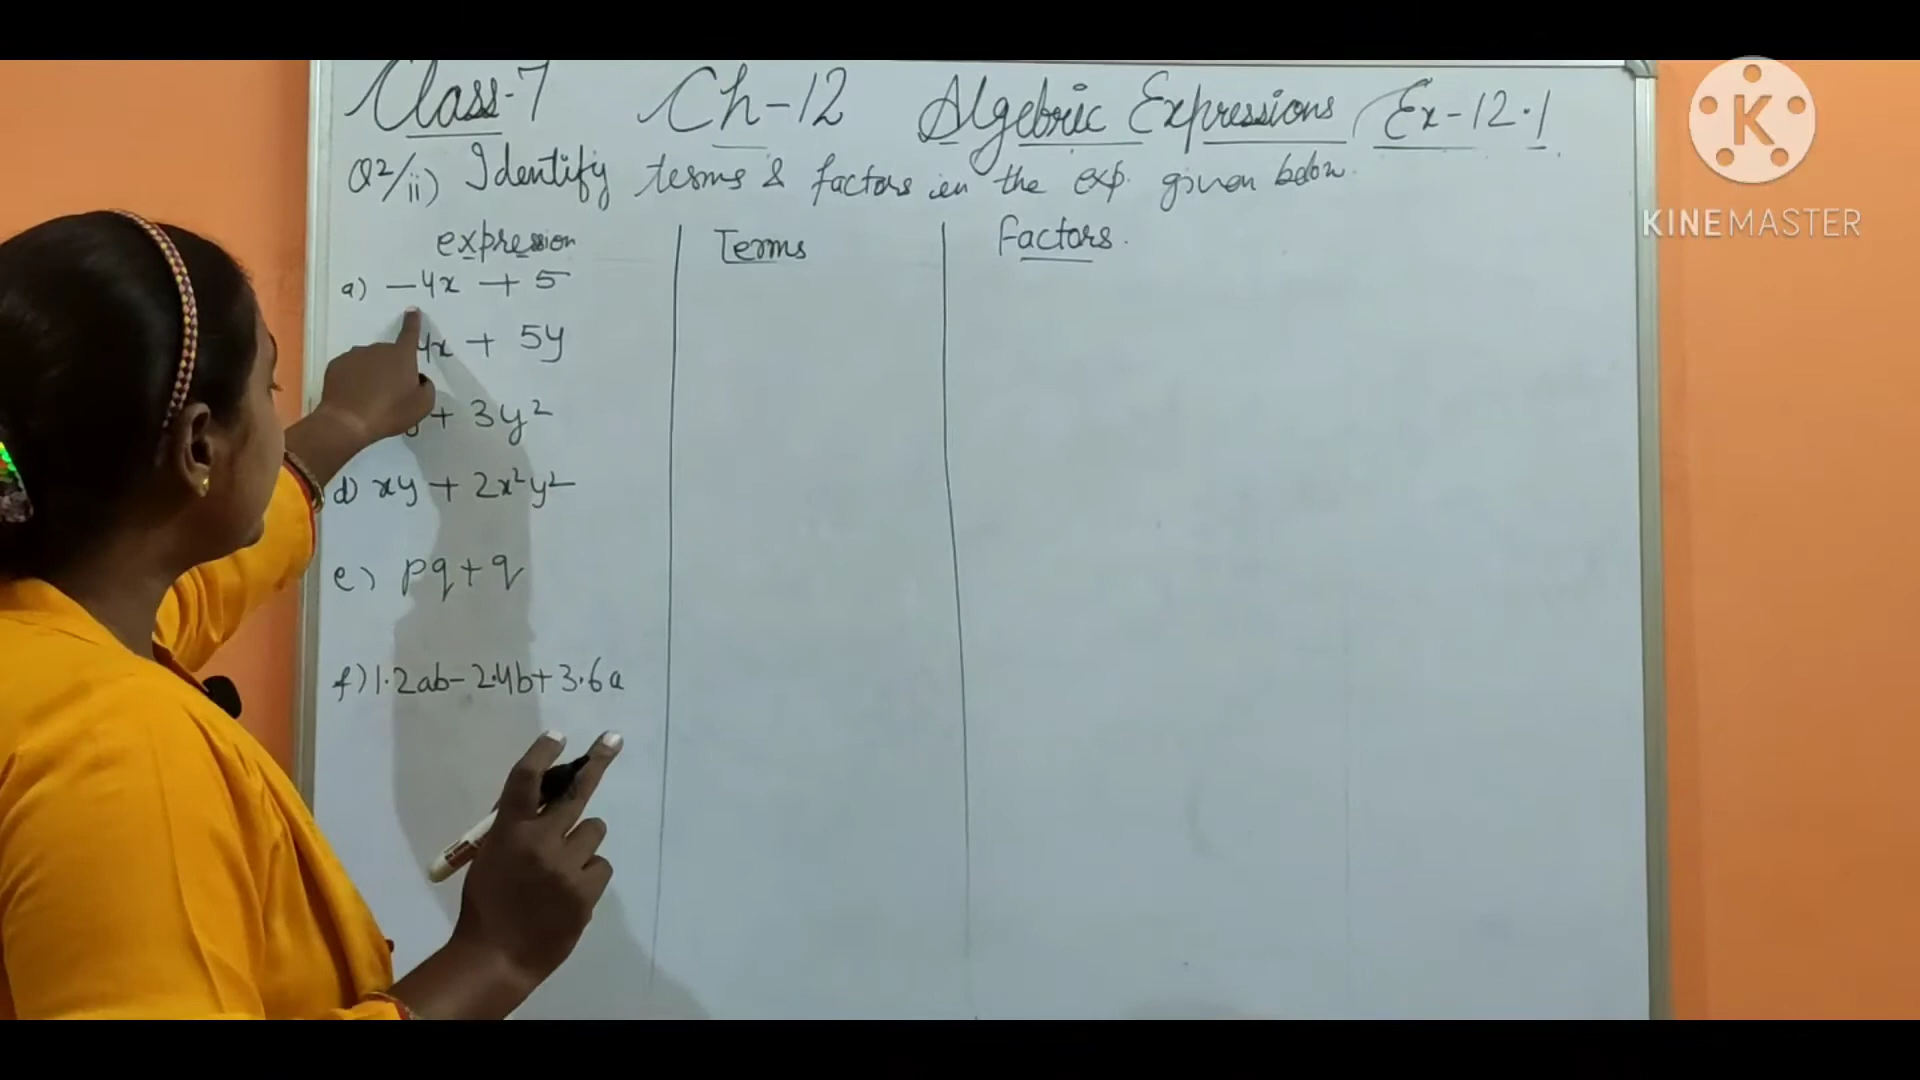 Class-7 Ch-12 Algebric Expressions Ex-12.1
Q2/ii) Identify terms & factors in the exp. given below.
expression Terms factors.
a) -4x + 5
4x + 5y
+ 3y²
d) xy + 2x²y²
e) pq + q
f) 1.2ab - 2.4b + 3.6a
K
KINEMASTER